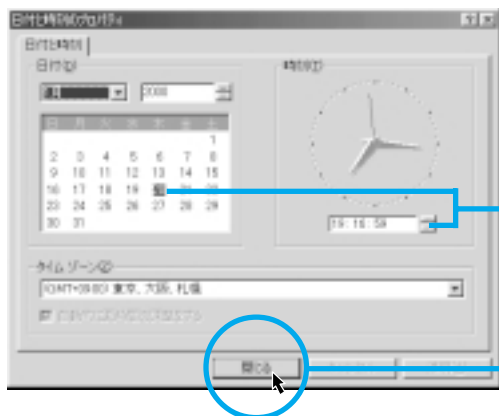 日付と時刻のプロパティ
日付と時刻
日付(D)
時刻(T)
2000
日 月 火 水 木 金 土
1
2 3 4 5 6 7 8
9 10 11 12 13 14 15
16 17 18 19 20 21 22
23 24 25 26 27 28 29
30 31
19:16:59
タイム ゾーン(Z)
(GMT+09:00) 東京、大阪、札幌
閉じる